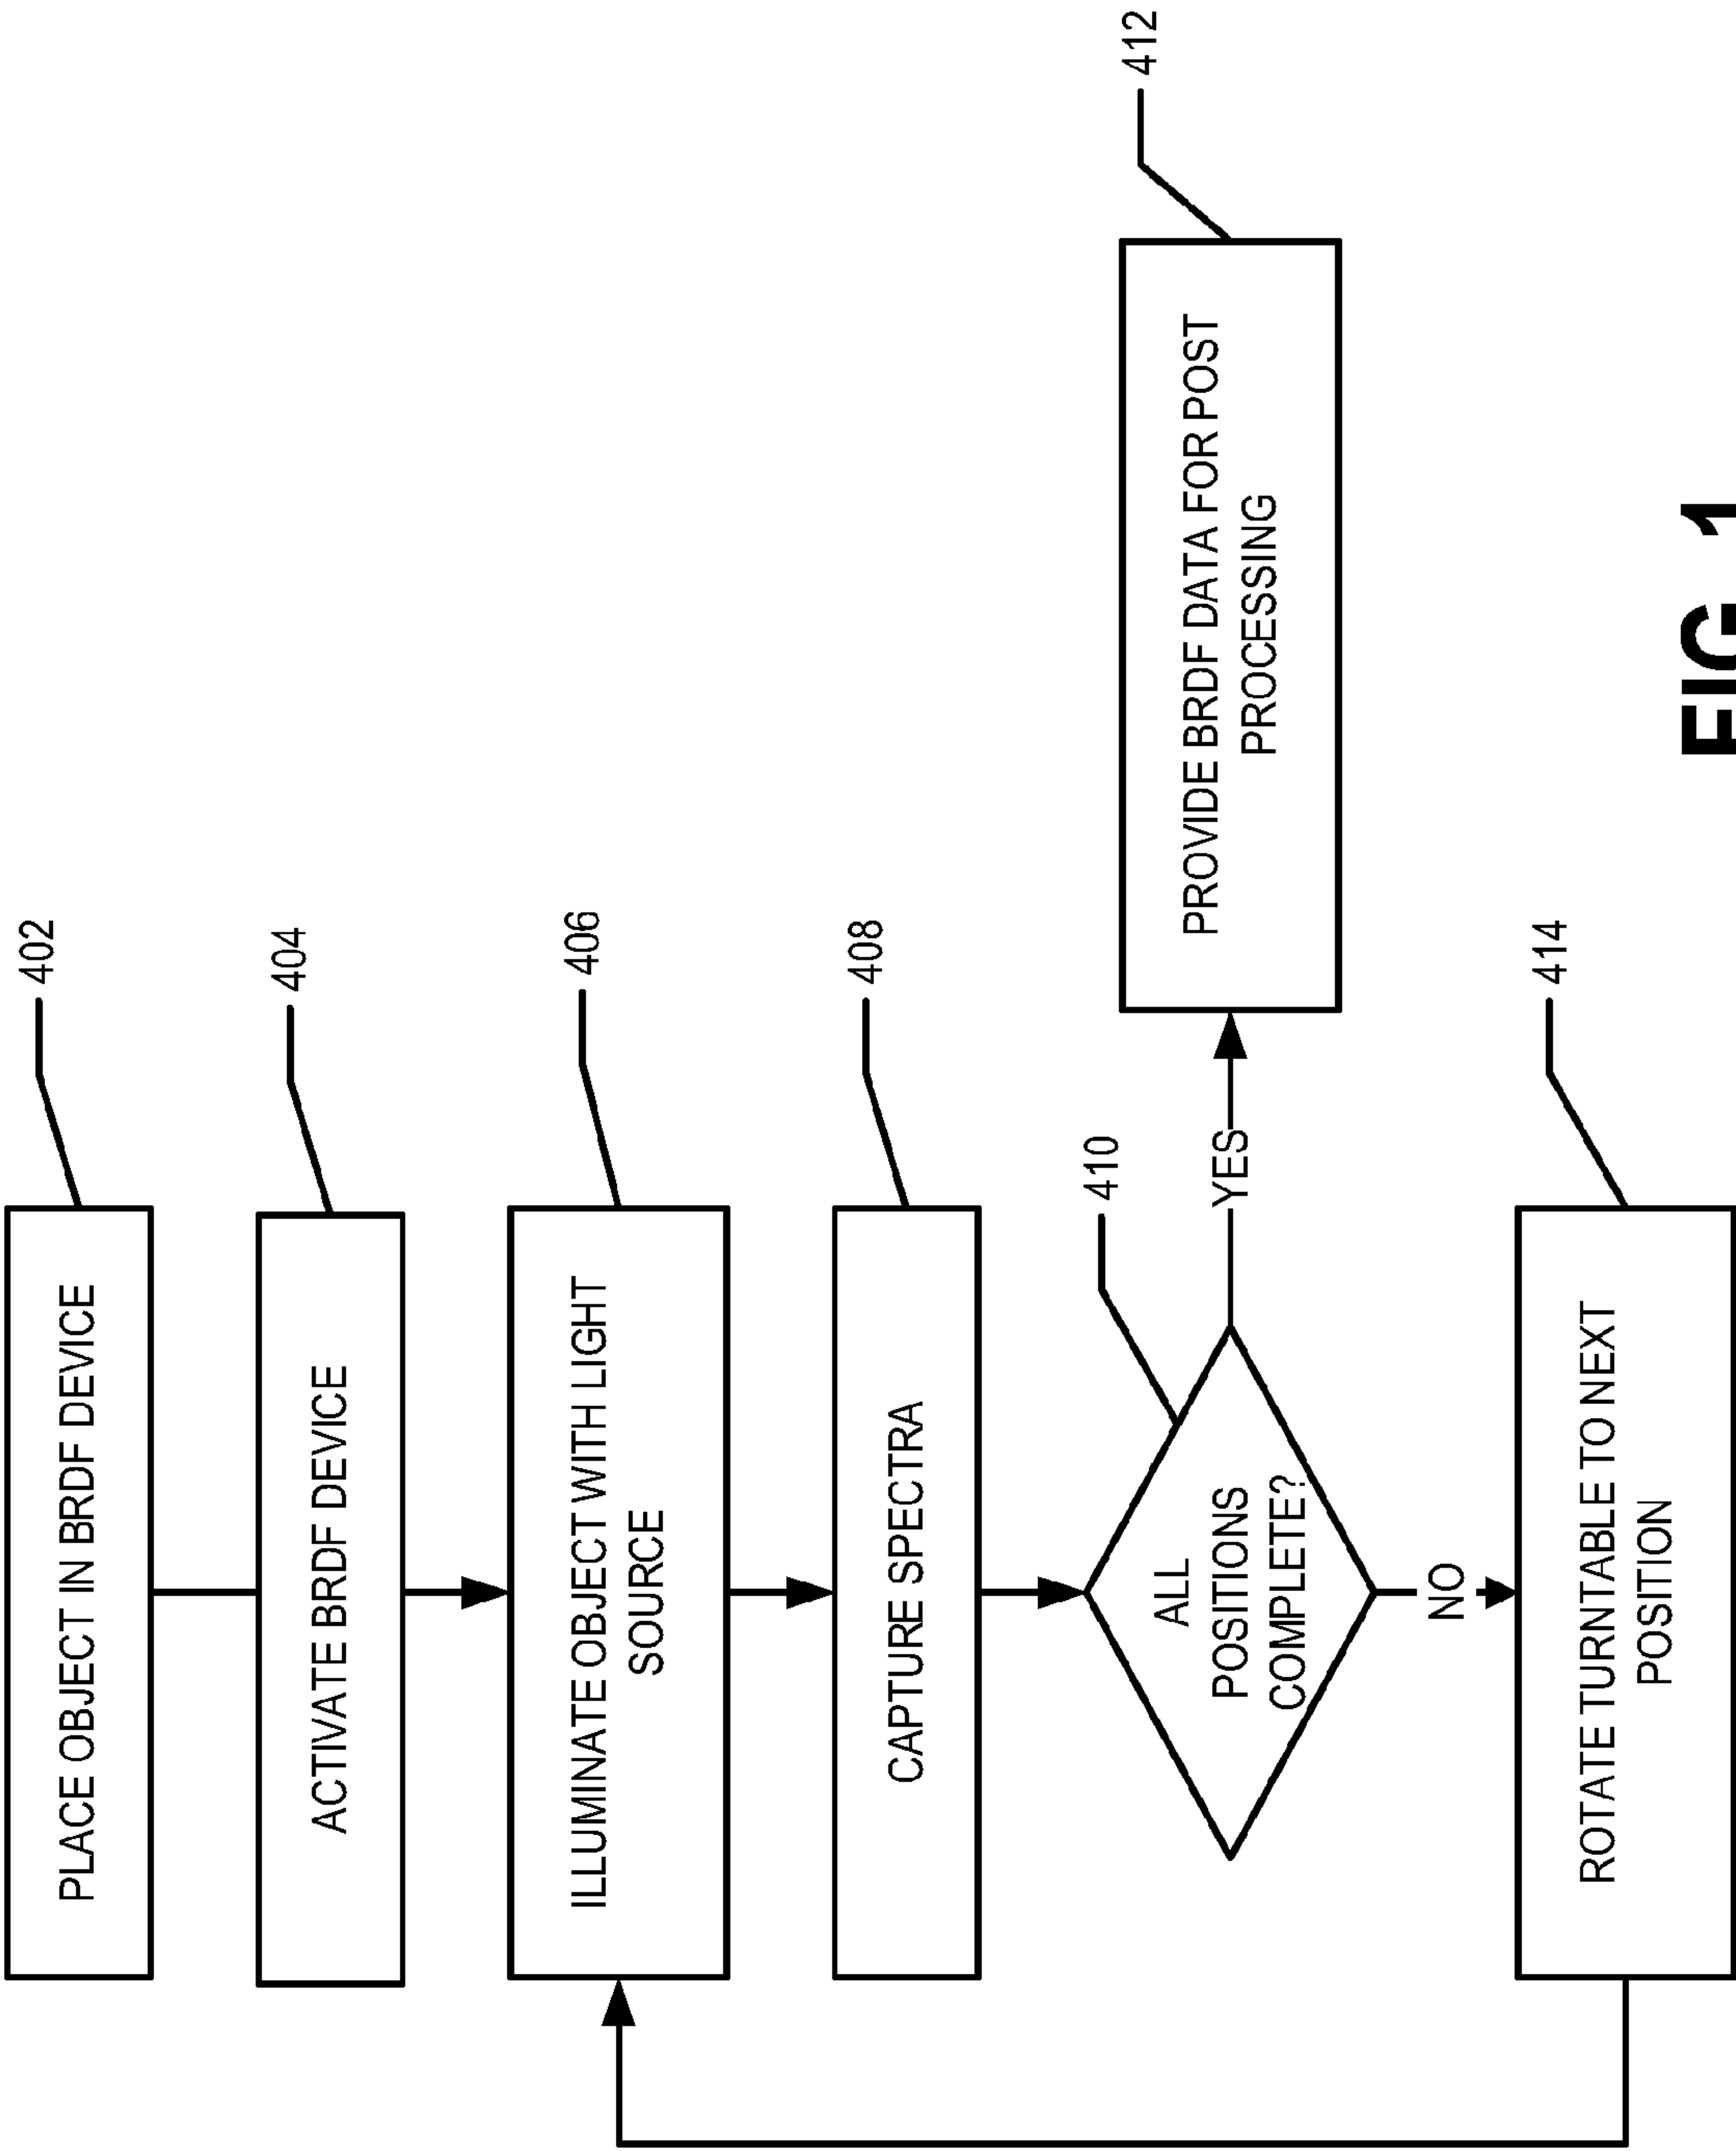 402
PLACE OBJECT IN BRDF DEVICE
404
ACTIVATE BRDF DEVICE
406
ILLUMINATE OBJECT WITH LIGHT
SOURCE
408
CAPTURE SPECTRA
410
ALL
POSITIONS
COMPLETE?
YES
412
PROVIDE BRDF DATA FOR POST
PROCESSING
NO
414
ROTATE TURNTABLE TO NEXT
POSITION
FIG. 1